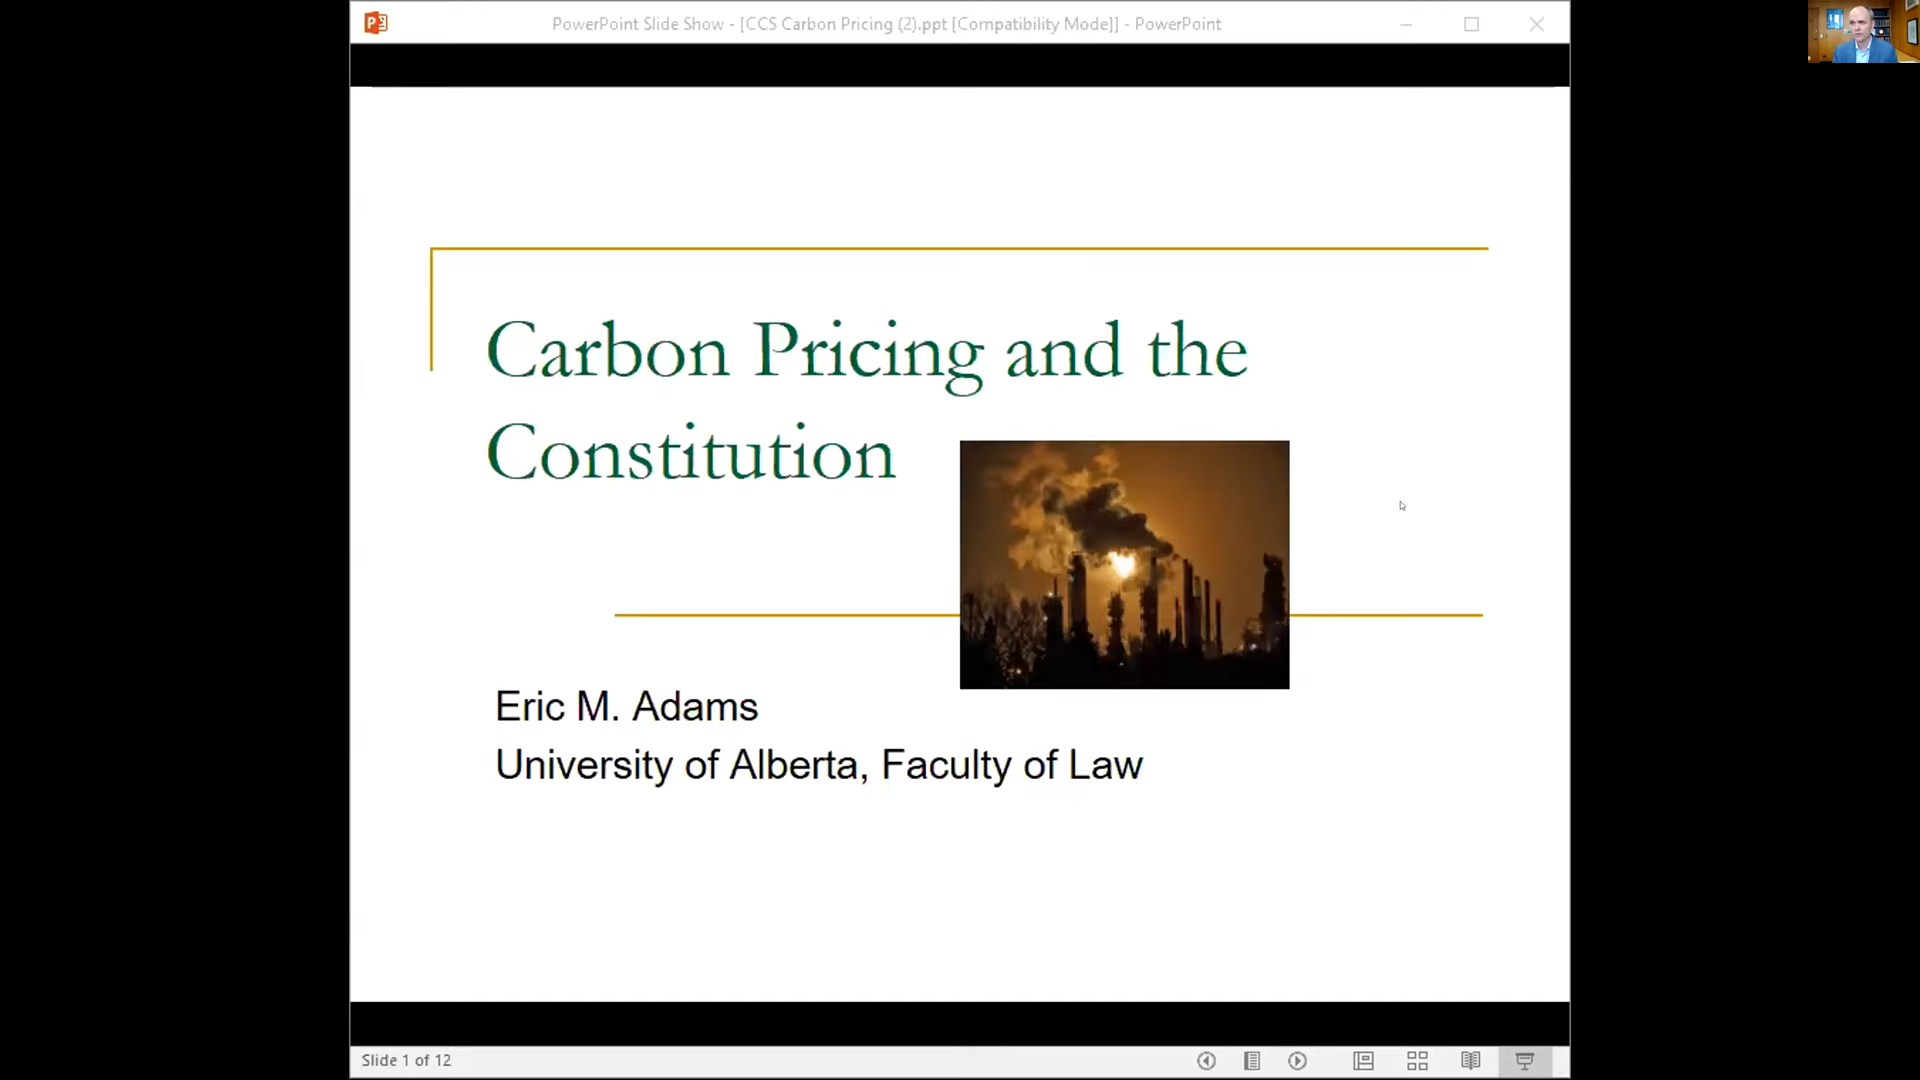 PowerPoint Slide Show - [CCS Carbon Pricing (2).ppt [Compatibility Mode]] - PowerPoint
Carbon Pricing and the
Constitution
Eric M. Adams
University of Alberta, Faculty of Law
Slide 1 of 12